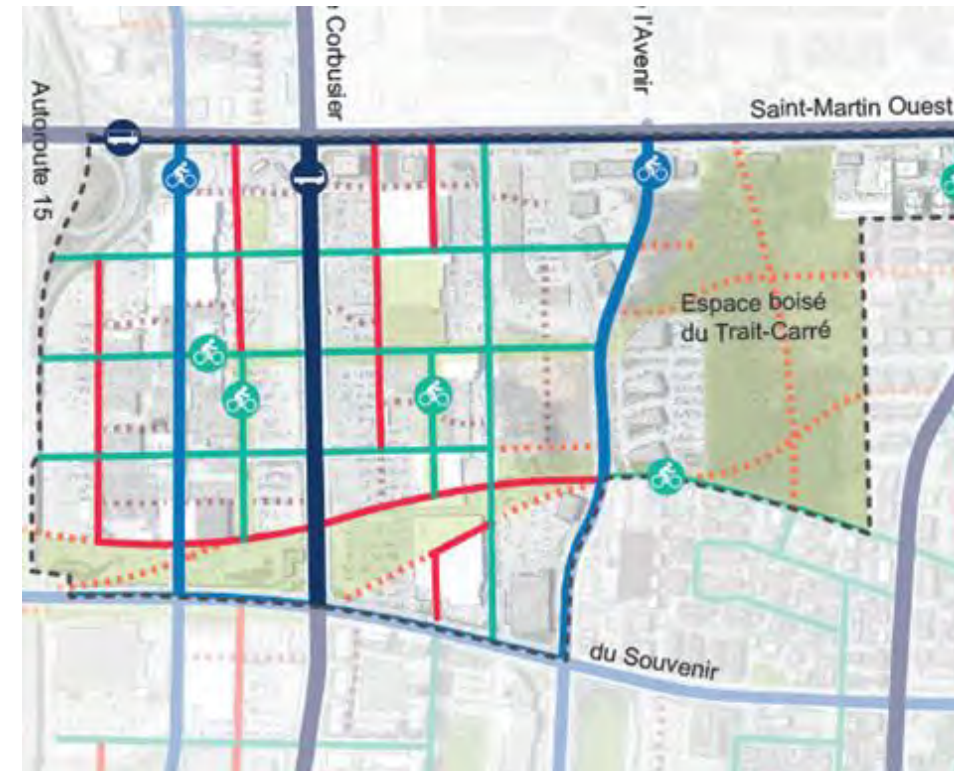 Corbusier
l'Avenir
Saint-Martin Ouest
Autoroute 15
Espace boisé
du Trait-Carré
du Souvenir